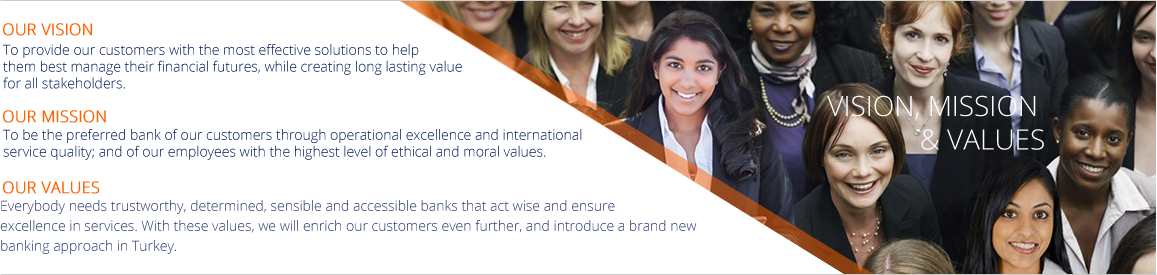 OUR VISION
To provide our customers with the most effective solutions to help
them best manage their financial futures, while creating long lasting value
for all stakeholders.
OUR MISSION
To be the preferred bank of our customers through operational excellence and international
service quality; and of our employees with the highest level of ethical and moral values.
OUR VALUES
Everybody needs trustworthy, determined, sensible and accessible banks that act wise and ensure
excellence in services. With these values, we will enrich our customers even further, and introduce a brand new
banking approach in Turkey.
VISION, MISSION
& VALUES